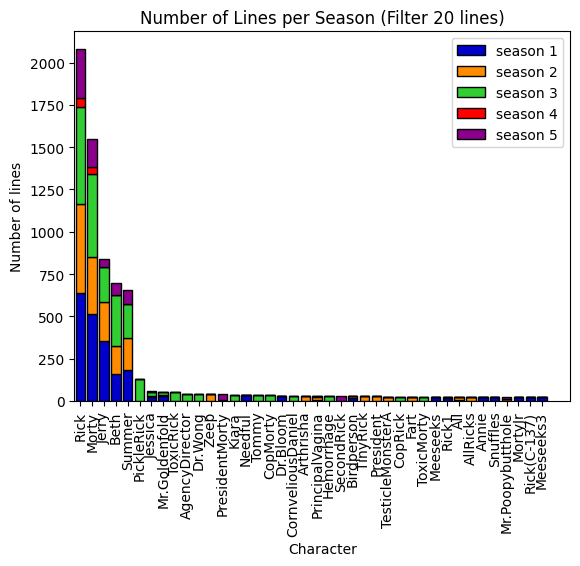 Number of Lines per Season (Filter 20 lines)
season 1
season 2
season 3
season 4
season 5
Number of lines
2000
1750
1500
1250
1000
750
500
250
0
Rick
Morty
Jerry
Beth
Summer
PickleRick
Jessica
Mr.Goldenfold
ToxicRick
AgencyDirector
Dr.Wong
Zeep
PresidentMorty
Kiara
Needful
Tommy
CopMorty
Dr.Bloom
CornveliousDaniel
Arthrisha
PrincipalVagina
Hemorrhage
SecondRick
Birdperson
TinyRick
President
TesticleMonsterA
CopRick
Fart
ToxicMorty
Meeseeks
Rick1
All
AllRicks
Annie
Snuffles
Mr.Poopybutthole
MortyJr
Rick(C-137)
Meeseeks3
Character